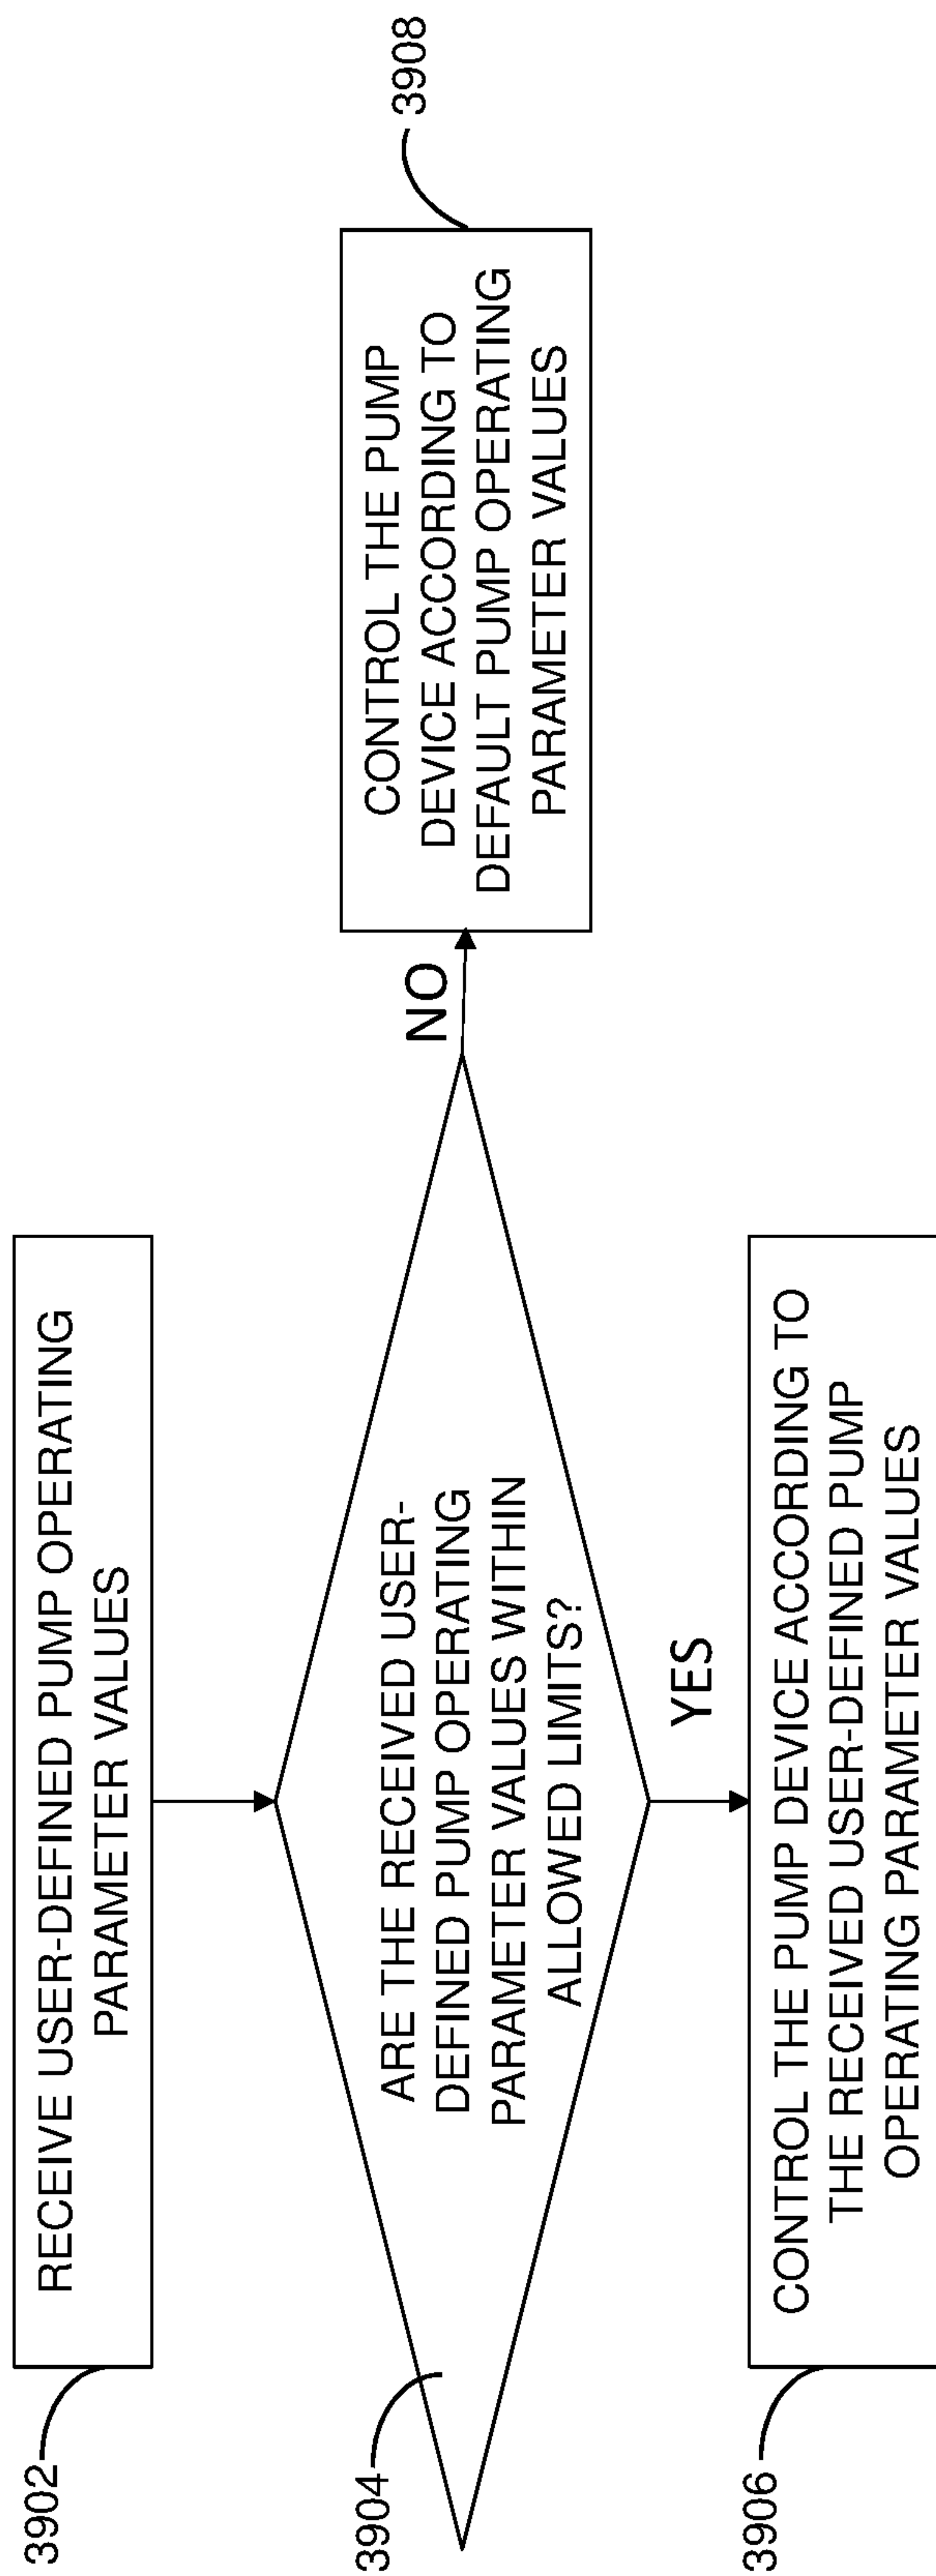 3902
RECEIVE USER-DEFINED PUMP OPERATING
PARAMETER VALUES
3904
ARE THE RECEIVED USER-
DEFINED PUMP OPERATING
PARAMETER VALUES WITHIN
ALLOWED LIMITS?
NO
CONTROL THE PUMP
DEVICE ACCORDING TO
DEFAULT PUMP OPERATING
PARAMETER VALUES
3908
YES
3906
CONTROL THE PUMP DEVICE ACCORDING TO
THE RECEIVED USER-DEFINED PUMP
OPERATING PARAMETER VALUES